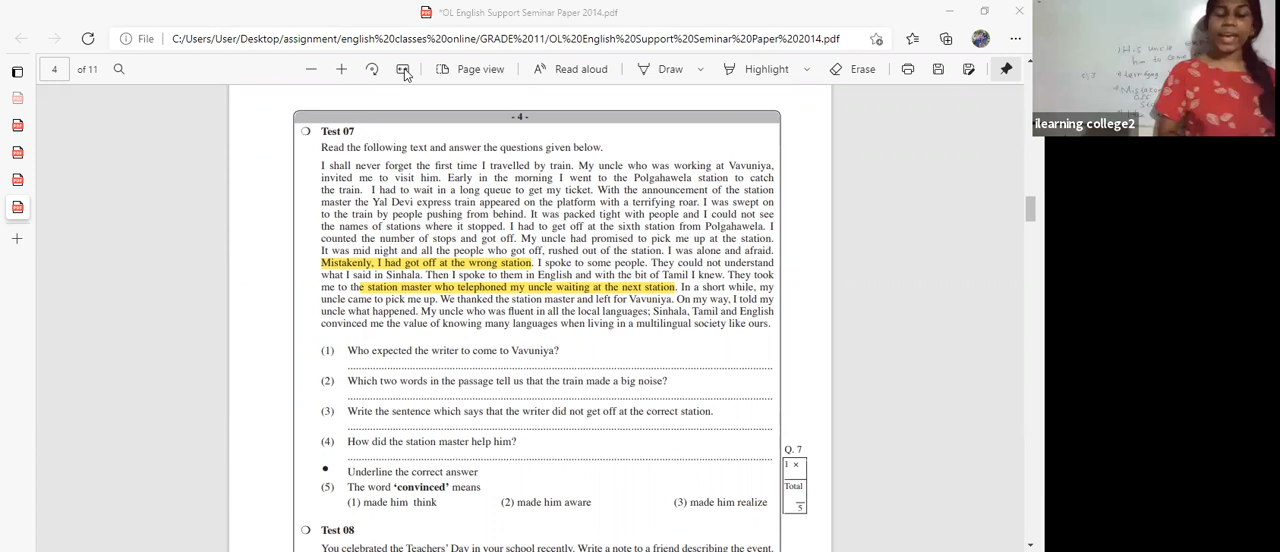 *OL English Support Seminar Paper 2014.pdf
File
C:/Users/User/Desktop/assignment/english%20classes%20online/GRADE%2011/OL%20English%20Support%20Seminar%20Paper%202014.pdf
4 of 11
Page view
Read aloud
Draw
Highlight
Erase
His uncle
him to come
Q.7
terrifying
ilearning college2
- 4 -
Test 07
Read the following text and answer the questions given below.
I shall never forget the first time I travelled by train. My uncle who was working at Vavuniya,
invited me to visit him. Early in the morning I went to the Polgahawela station to catch
the train. I had to wait in a long queue to get my ticket. With the announcement of the station
master the Yal Devi express train appeared on the platform with a terrifying roar. I was swept on
to the train by people pushing from behind. It was packed tight with people and I could not see
the names of stations where it stopped. I had to get off at the sixth station from Polgahawela. I
counted the number of stops and got off. My uncle had promised to pick me up at the station.
It was mid night and all the people who got off, rushed out of the station. I was alone and afraid.
Mistakenly, I had got off at the wrong station. I spoke to some people. They could not understand
what I said in Sinhala. Then I spoke to them in English and with the bit of Tamil I knew. They took
me to the station master who telephoned my uncle waiting at the next station. In a short while, my
uncle came to pick me up. We thanked the station master and left for Vavuniya. On my way, I told my
uncle what happened. My uncle who was fluent in all the local languages; Sinhala, Tamil and English
convinced me the value of knowing many languages when living in a multilingual society like ours.
(1) Who expected the writer to come to Vavuniya?
(2) Which two words in the passage tell us that the train made a big noise?
(3) Write the sentence which says that the writer did not get off at the correct station.
(4) How did the station master help him?
• Underline the correct answer
(5) The word ‘convinced’ means
(1) made him think (2) made him aware (3) made him realize
Q. 7
1 ×
Total
5
Test 08
You celebrated the Teachers' Day in your school recently. Write a note to a friend describing the event.